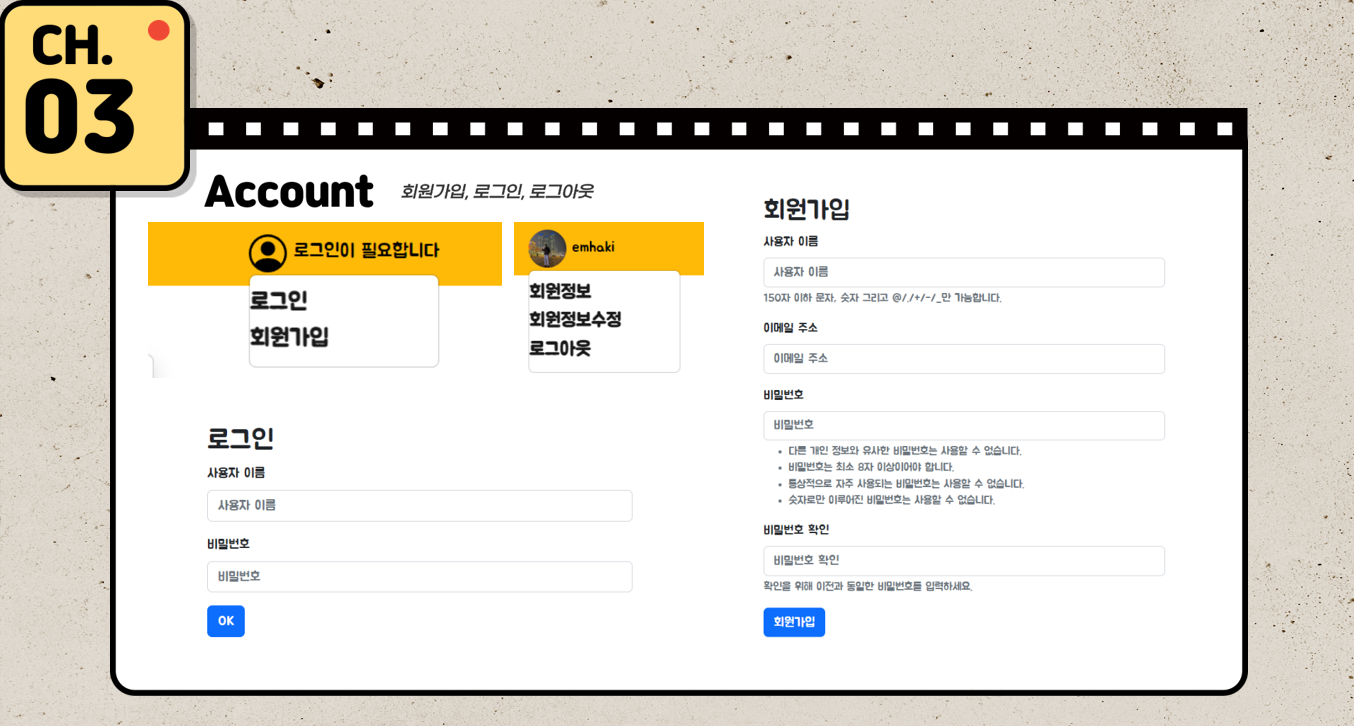 CH.
03
Account
회원가입, 로그인, 로그아웃
로그인이 필요합니다
로그인
회원가입
emhaki
회원정보
회원정보수정
로그아웃
로그인
사용자 이름
사용자 이름
비밀번호
비밀번호
OK
회원가입
사용자 이름
사용자 이름
150자 이하 문자, 숫자 그리고 @/./+/-/_만 가능합니다.
이메일 주소
이메일 주소
비밀번호
비밀번호
• 다른 개인 정보와 유사한 비밀번호는 사용할 수 없습니다.
• 비밀번호는 최소 8자 이상이어야 합니다.
• 통상적으로 자주 사용되는 비밀번호는 사용할 수 없습니다.
• 숫자로만 이루어진 비밀번호는 사용할 수 없습니다.
비밀번호 확인
비밀번호 확인
확인을 위해 이전과 동일한 비밀번호를 입력하세요.
회원가입